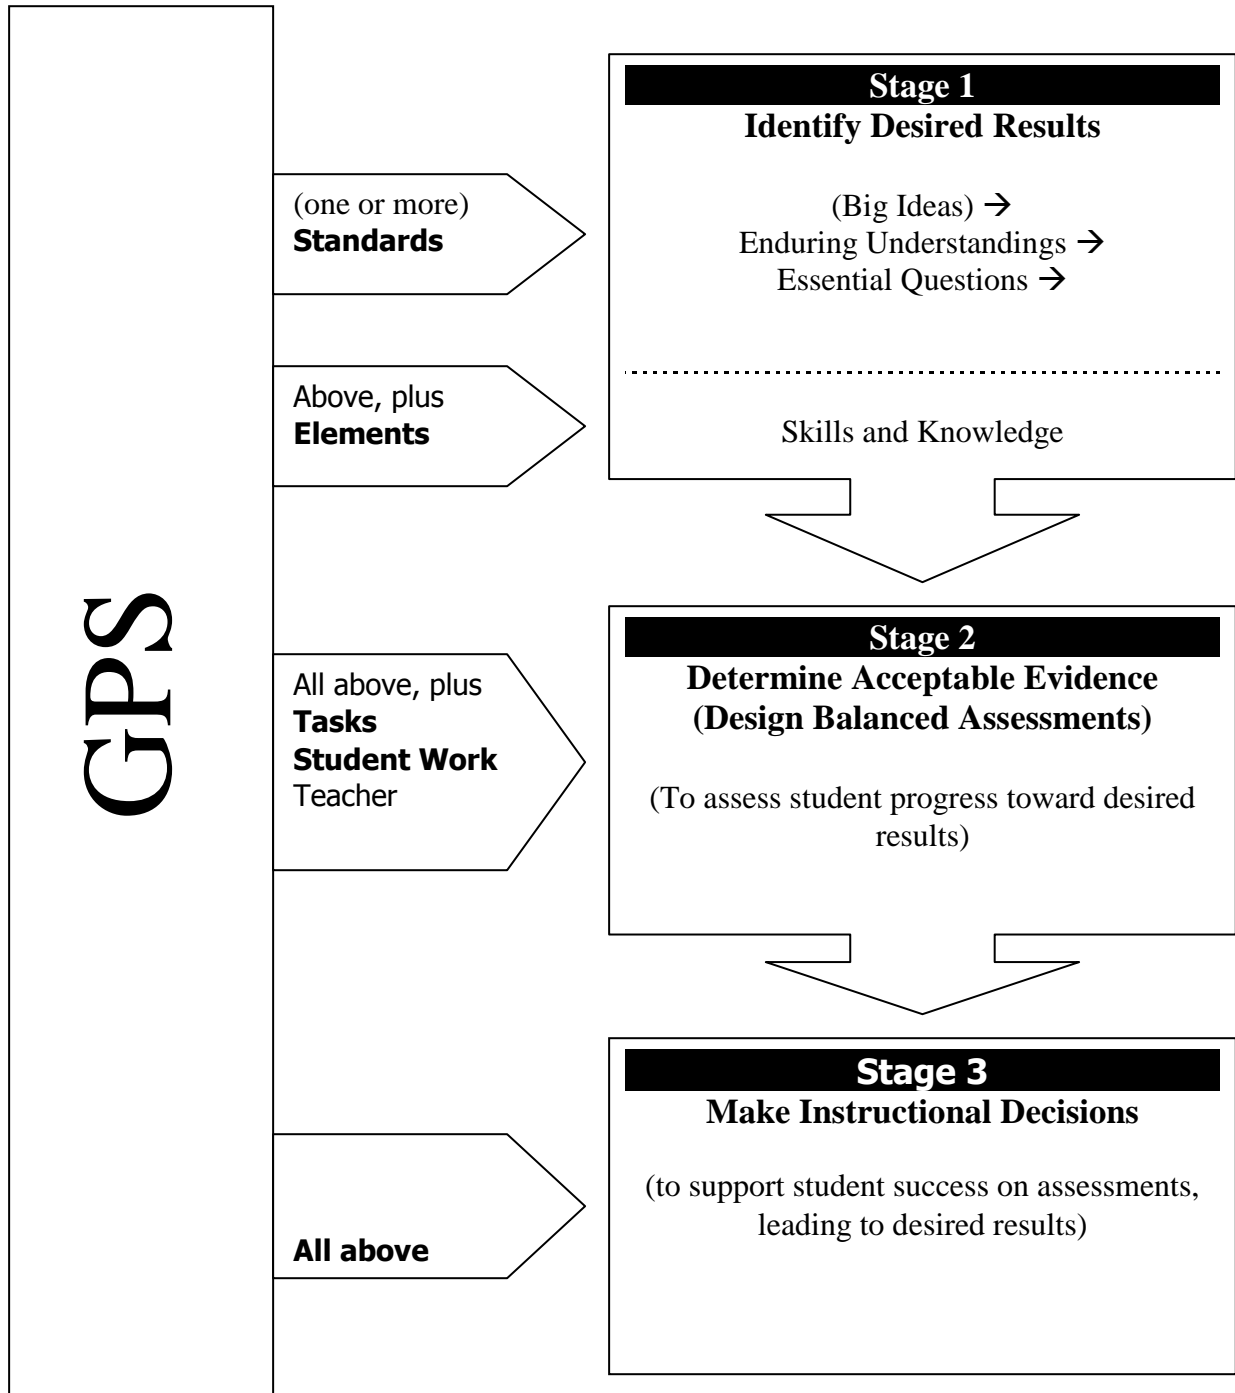 GPS
(one or more)
Standards
Above, plus
Elements
All above, plus
Tasks
Student Work
Teacher
All above
Stage 1
Identify Desired Results
(Big Ideas) →
Enduring Understandings →
Essential Questions →
Skills and Knowledge
Stage 2
Determine Acceptable Evidence
(Design Balanced Assessments)
(To assess student progress toward desired
results)
Stage 3
Make Instructional Decisions
(to support student success on assessments,
leading to desired results)